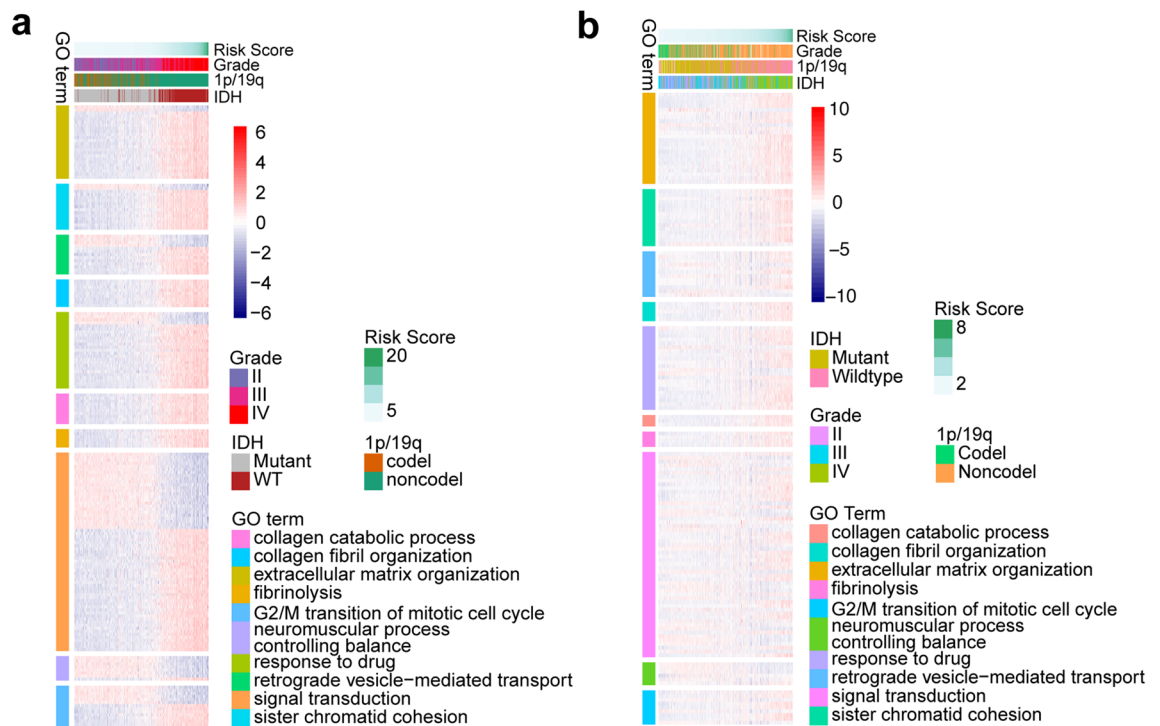 a
GO term
Risk Score
Grade
1p/19q
IDH
6
4
2
0
−2
−4
−6
Risk Score
20
5
Grade
II
III
IV
IDH
Mutant
WT
1p/19q
codel
noncodel
GO term
collagen catabolic process
collagen fibril organization
extracellular matrix organization
fibrinolysis
G2/M transition of mitotic cell cycle
neuromuscular process
controlling balance
response to drug
retrograde vesicle−mediated transport
signal transduction
sister chromatid cohesion
b
GO term
Risk Score
Grade
1p/19q
IDH
10
5
0
−5
−10
IDH
Mutant
Wildtype
Risk Score
8
2
Grade
II
III
IV
1p/19q
Codel
Noncodel
GO Term
collagen catabolic process
collagen fibril organization
extracellular matrix organization
fibrinolysis
G2/M transition of mitotic cell cycle
neuromuscular process
controlling balance
response to drug
retrograde vesicle−mediated transport
signal transduction
sister chromatid cohesion